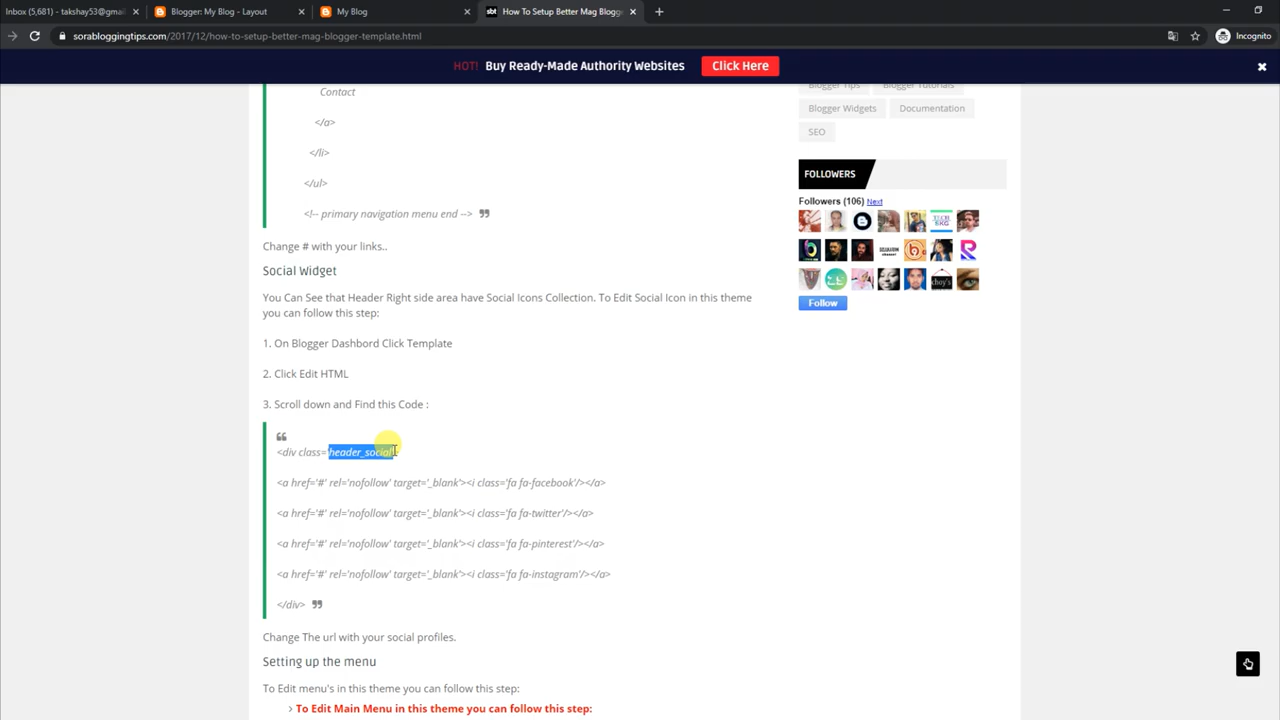 Inbox (5,681) - takshay53@gmail
Blogger: My Blog - Layout
My Blog
sbt
How To Setup Better Mag Blogge
sorabloggingtips.com/2017/12/how-to-setup-better-mag-blogger-template.html
Incognito
HOT! Buy Ready-Made Authority Websites
Click Here
Contact
</a>
</li>
</ul>
<!-- primary navigation menu end -->
Change # with your links..
Social Widget
You Can See that Header Right side area have Social Icons Collection. To Edit Social Icon in this theme
you can follow this step:
1. On Blogger Dashbord Click Template
2. Click Edit HTML
3. Scroll down and Find this Code :
<div class='header_social'
<a href='#' rel='nofollow' target='_blank'><i class='fa fa-facebook'/></a>
<a href='#' rel='nofollow' target='_blank'><i class='fa fa-twitter'/></a>
<a href='#' rel='nofollow' target='_blank'><i class='fa fa-pinterest'/></a>
<a href='#' rel='nofollow' target='_blank'><i class='fa fa-instagram'/></a>
</div>
Change The url with your social profiles.
Setting up the menu
To Edit menu's in this theme you can follow this step:
To Edit Main Menu in this theme you can follow this step:
Blogger Tips
Blogger Tutorials
Blogger Widgets
Documentation
SEO
FOLLOWERS
Followers (106) Next
Follow